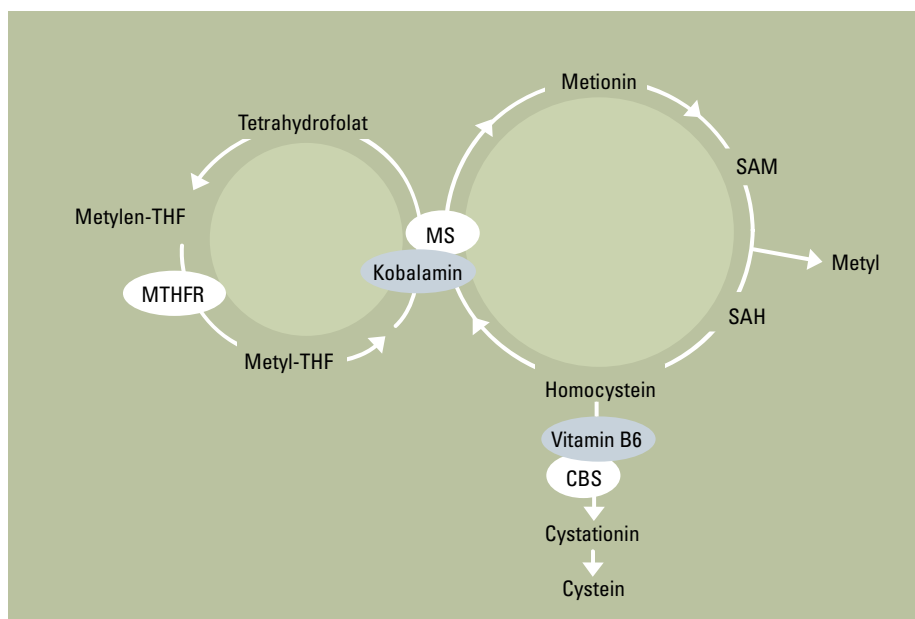 Metionin
Tetrahydrofolat
SAM
Metylen-THF
MS
Kobalamin
Metyl
MTHFR
SAH
Metyl-THF
Homocystein
Vitamin B6
CBS
Cystationin
Cystein